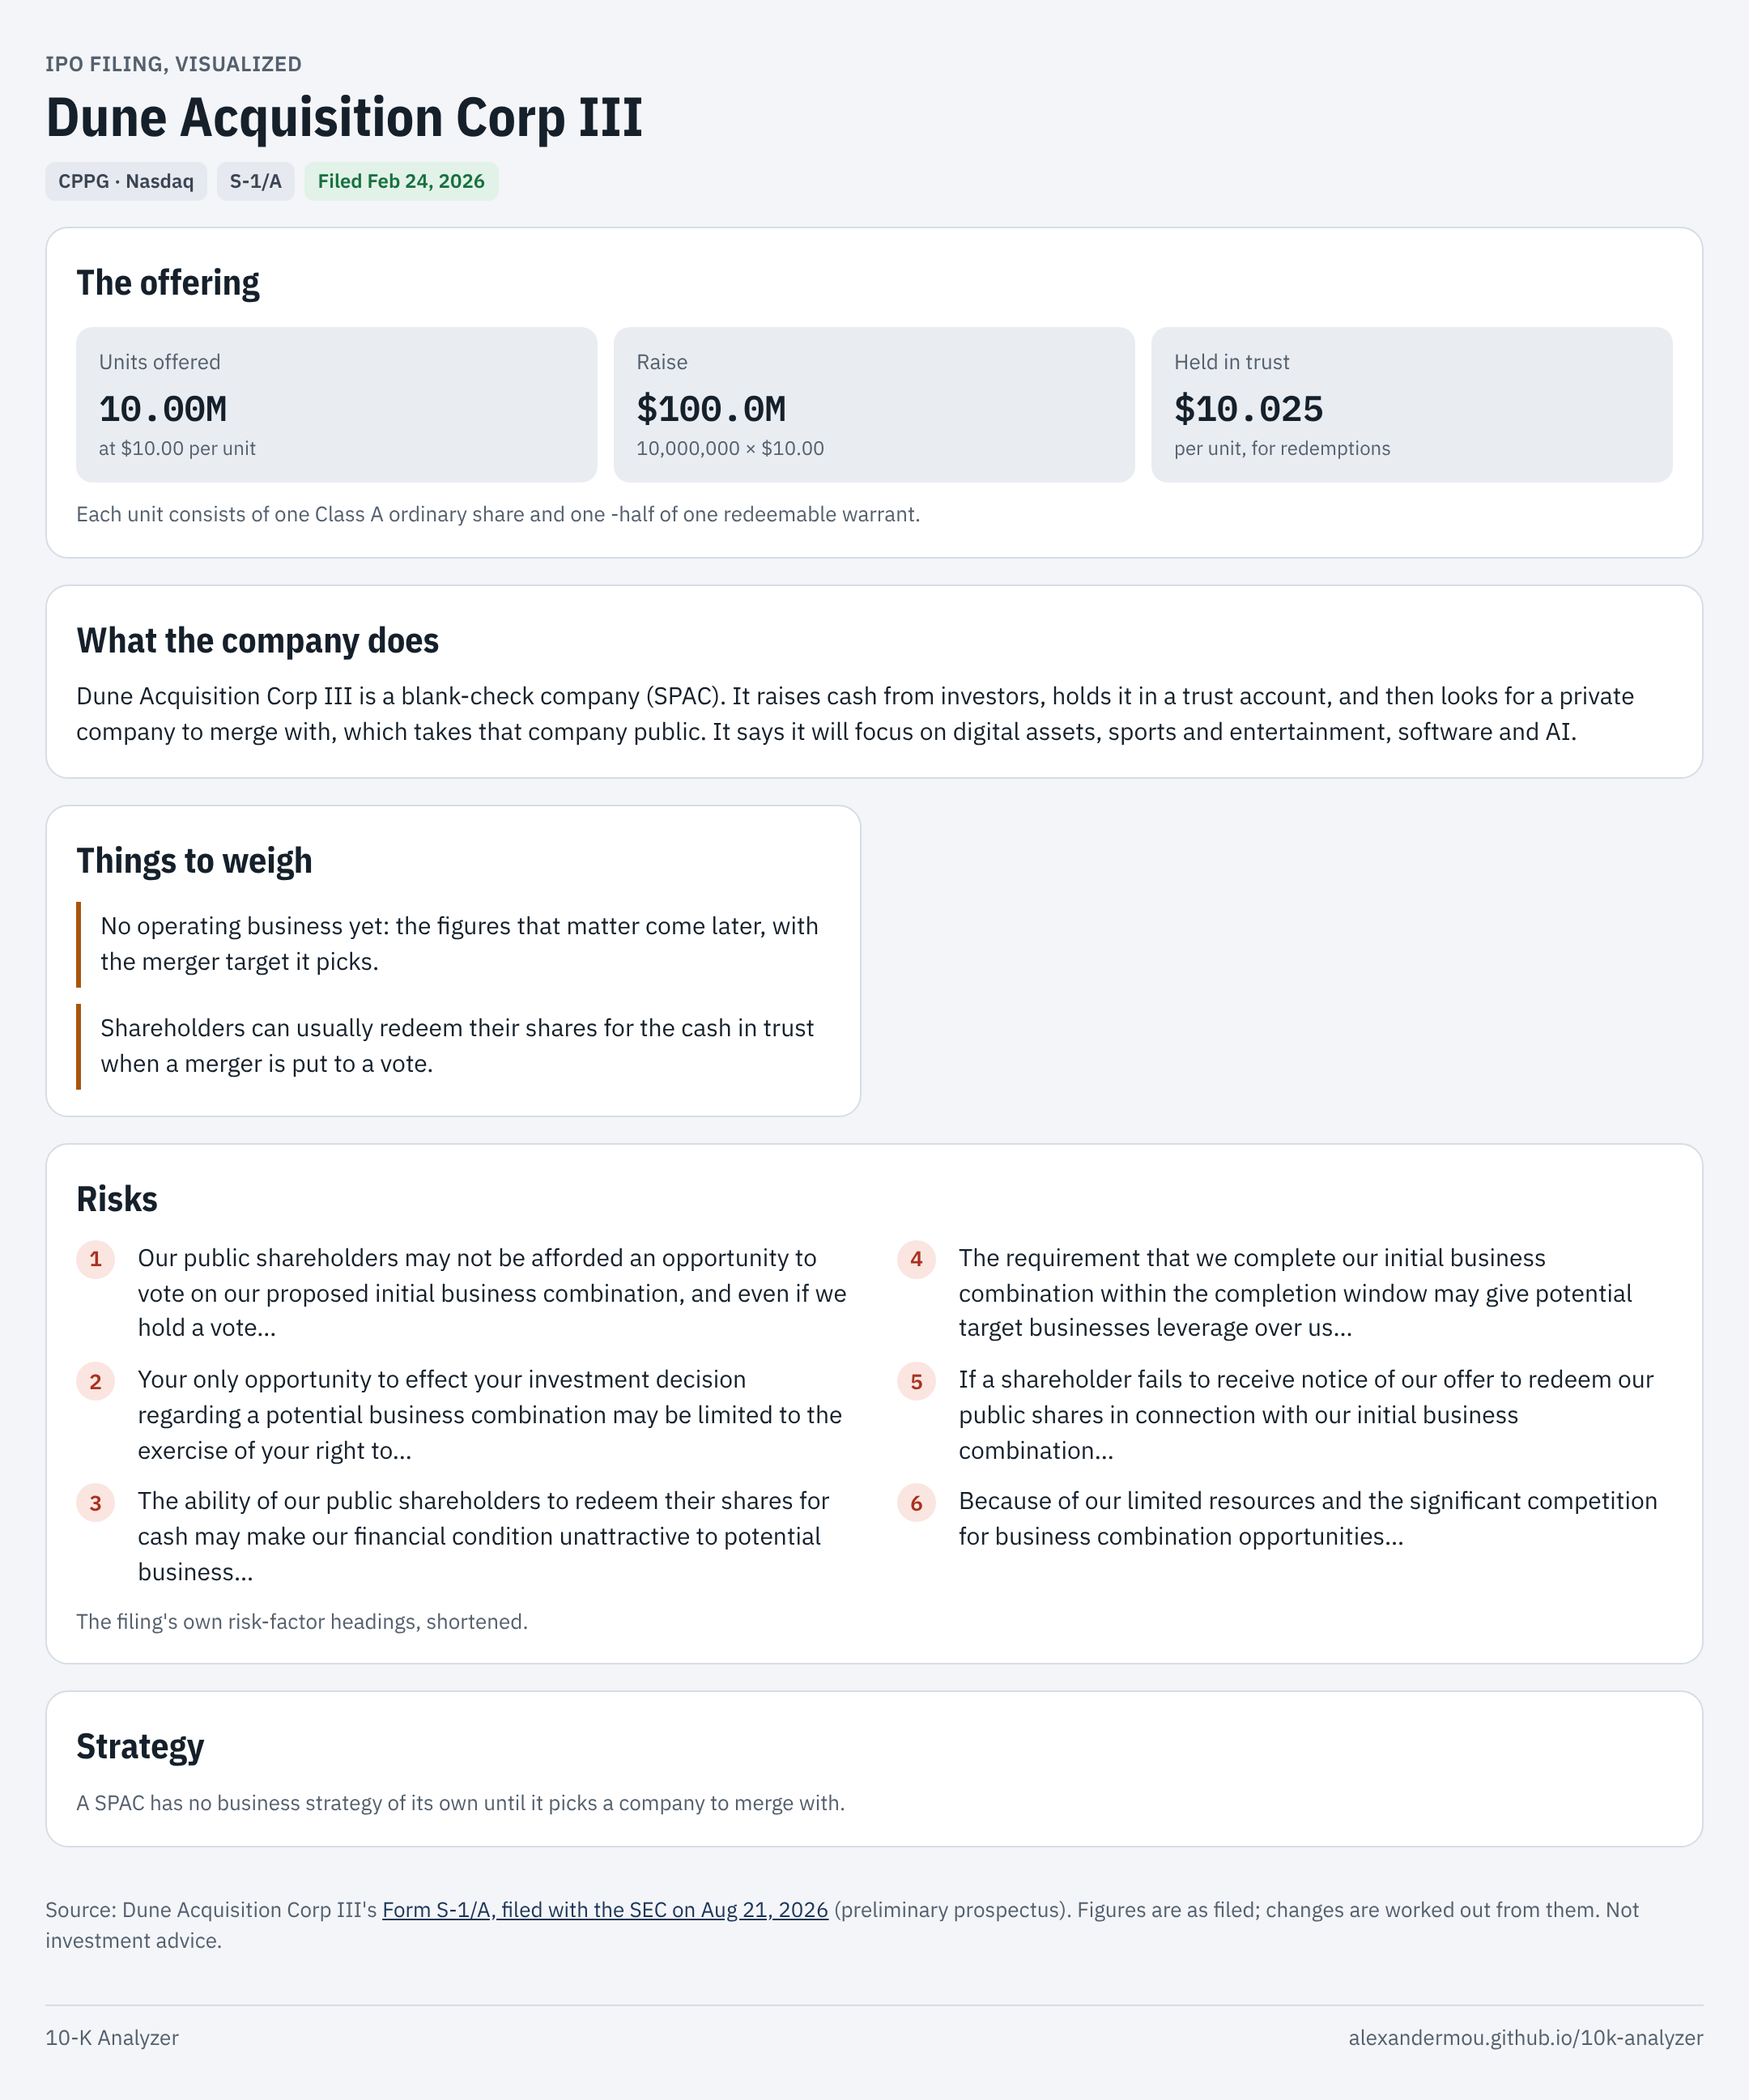 IPO FILING, VISUALIZED
Dune Acquisition Corp III
CPPG · Nasdaq
S-1/A
Filed Feb 24, 2026
The offering
Units offered
10.00M
at $10.00 per unit
Raise
$100.0M
10,000,000 × $10.00
Held in trust
$10.025
per unit, for redemptions
Each unit consists of one Class A ordinary share and one -half of one redeemable warrant.
What the company does
Dune Acquisition Corp III is a blank-check company (SPAC). It raises cash from investors, holds it in a trust account, and then looks for a private
company to merge with, which takes that company public. It says it will focus on digital assets, sports and entertainment, software and AI.
Things to weigh
No operating business yet: the figures that matter come later, with
the merger target it picks.
Shareholders can usually redeem their shares for the cash in trust
when a merger is put to a vote.
Risks
1
Our public shareholders may not be afforded an opportunity to
vote on our proposed initial business combination, and even if we
hold a vote...
2
Your only opportunity to effect your investment decision
regarding a potential business combination may be limited to the
exercise of your right to...
3
The ability of our public shareholders to redeem their shares for
cash may make our financial condition unattractive to potential
business...
4
The requirement that we complete our initial business
combination within the completion window may give potential
target businesses leverage over us...
5
If a shareholder fails to receive notice of our offer to redeem our
public shares in connection with our initial business
combination...
6
Because of our limited resources and the significant competition
for business combination opportunities...
The filing's own risk-factor headings, shortened.
Strategy
A SPAC has no business strategy of its own until it picks a company to merge with.
Source: Dune Acquisition Corp III's Form S-1/A, filed with the SEC on Aug 21, 2026 (preliminary prospectus). Figures are as filed; changes are worked out from them. Not
investment advice.
10-K Analyzer
alexandermou.github.io/10k-analyzer